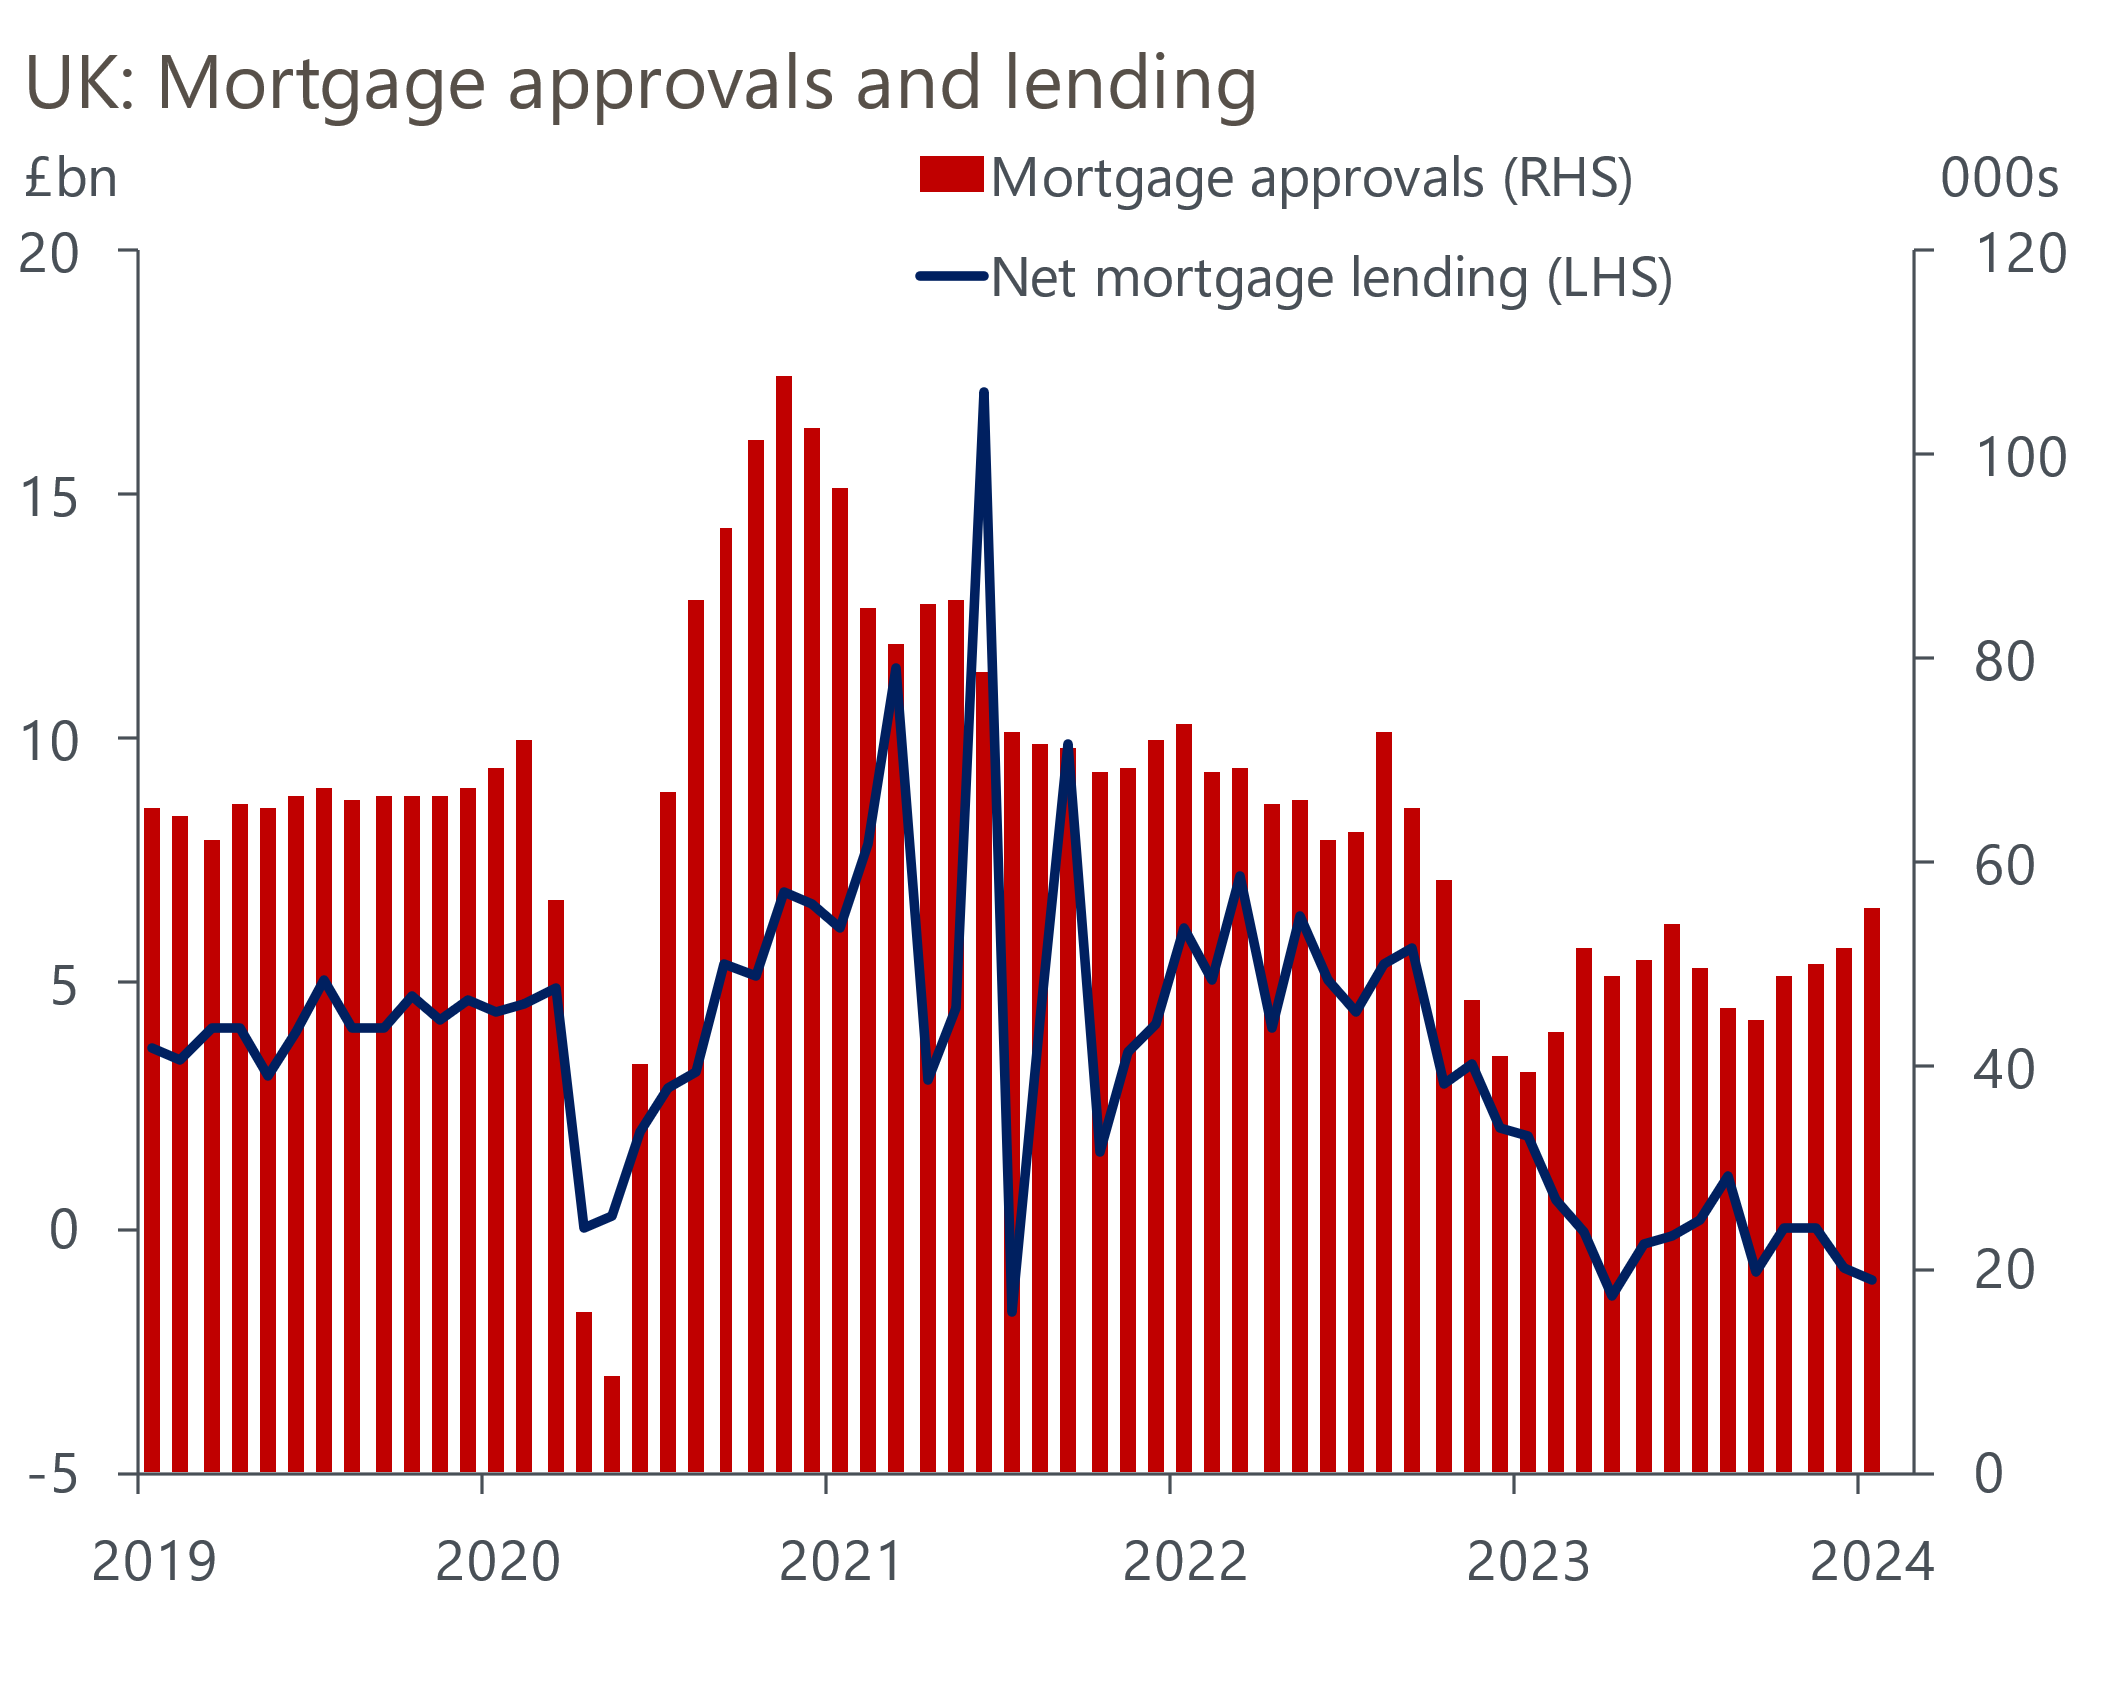 UK: Mortgage approvals and lending
£bn
Mortgage approvals (RHS)
000s
Net mortgage lending (LHS)
20
120
15
100
10
80
60
5
40
0
20
-5
0
2019 2020 2021 2022 2023 2024